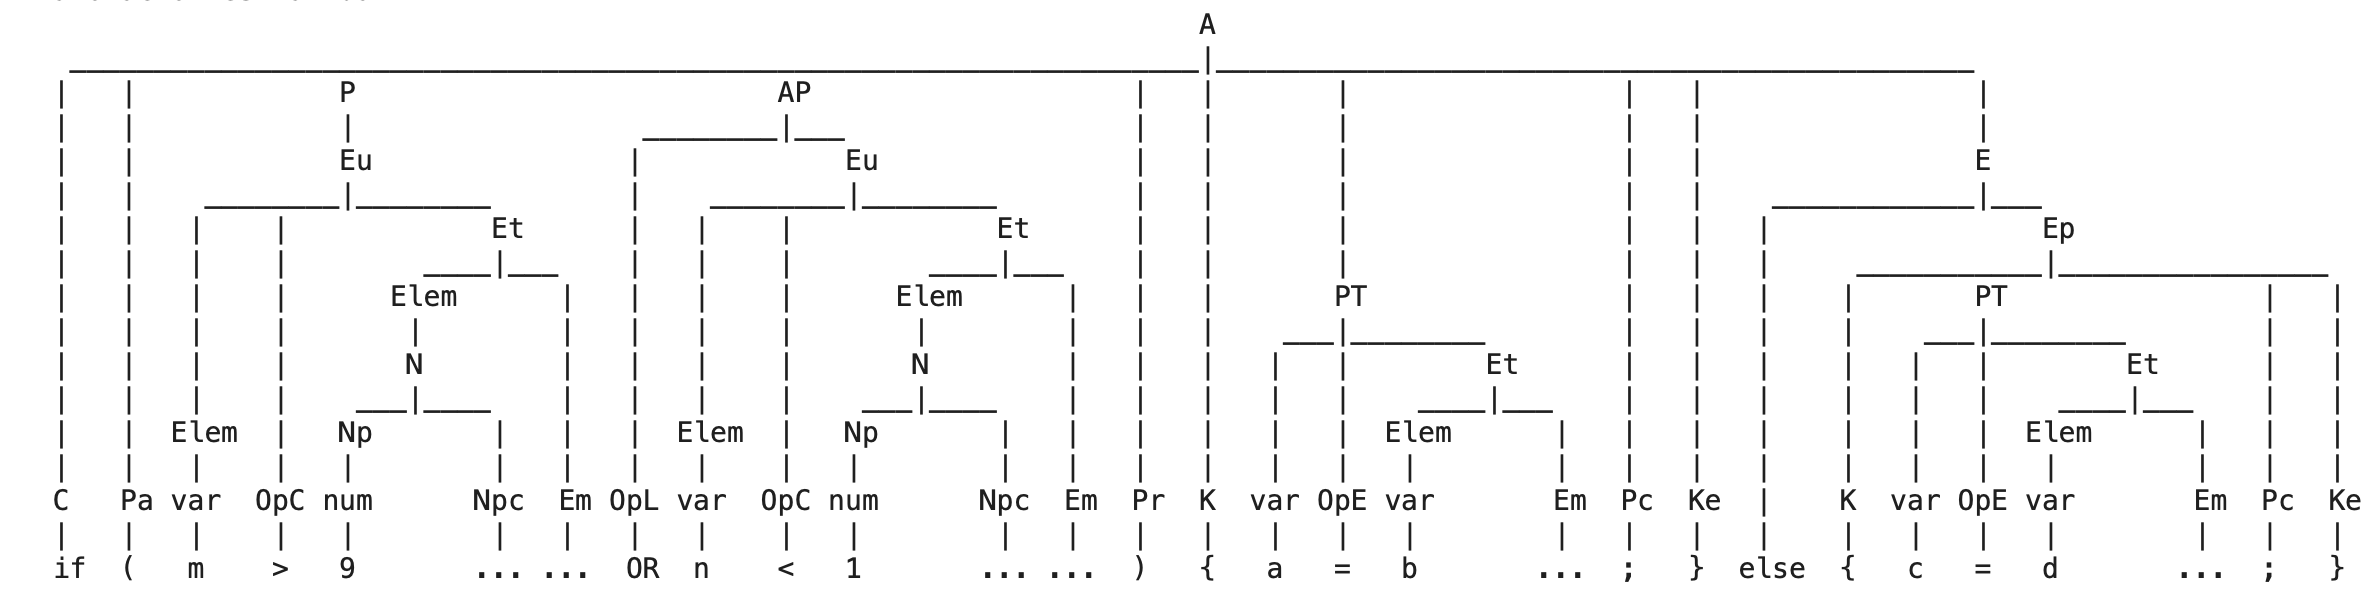 A
P AP
Eu Eu E
Et Et Ep
Elem Elem PT PT
N N Et Et
Elem Np Elem Np Elem Elem
C Pa var OpC num Npc Em OpL var OpC num Npc Em Pr K var OpE var Em Pc Ke K var OpE var Em Pc Ke
if ( m > 9 ... ... OR n < 1 ... ... ) { a = b ... ; } else { c = d ... ; }